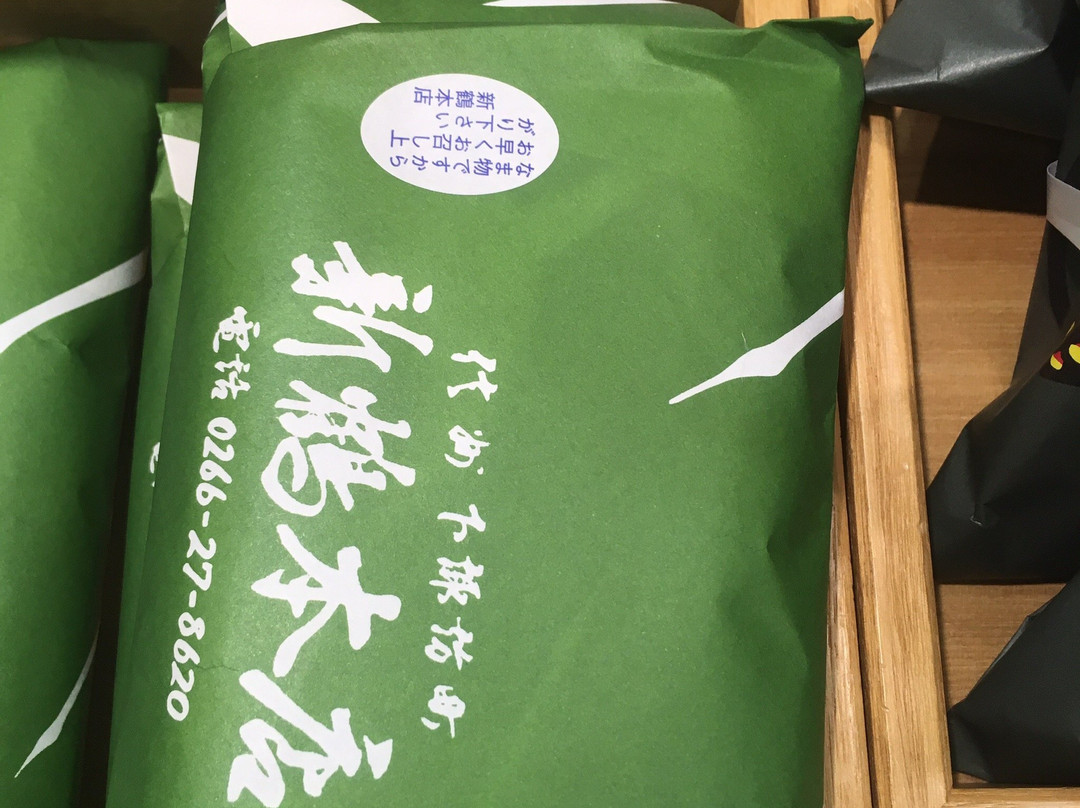 なま物ですから
お早くお召し上
がり下さい
新鶴本店
信州下諏訪町
新鶴本店
電話 0266-27-8620